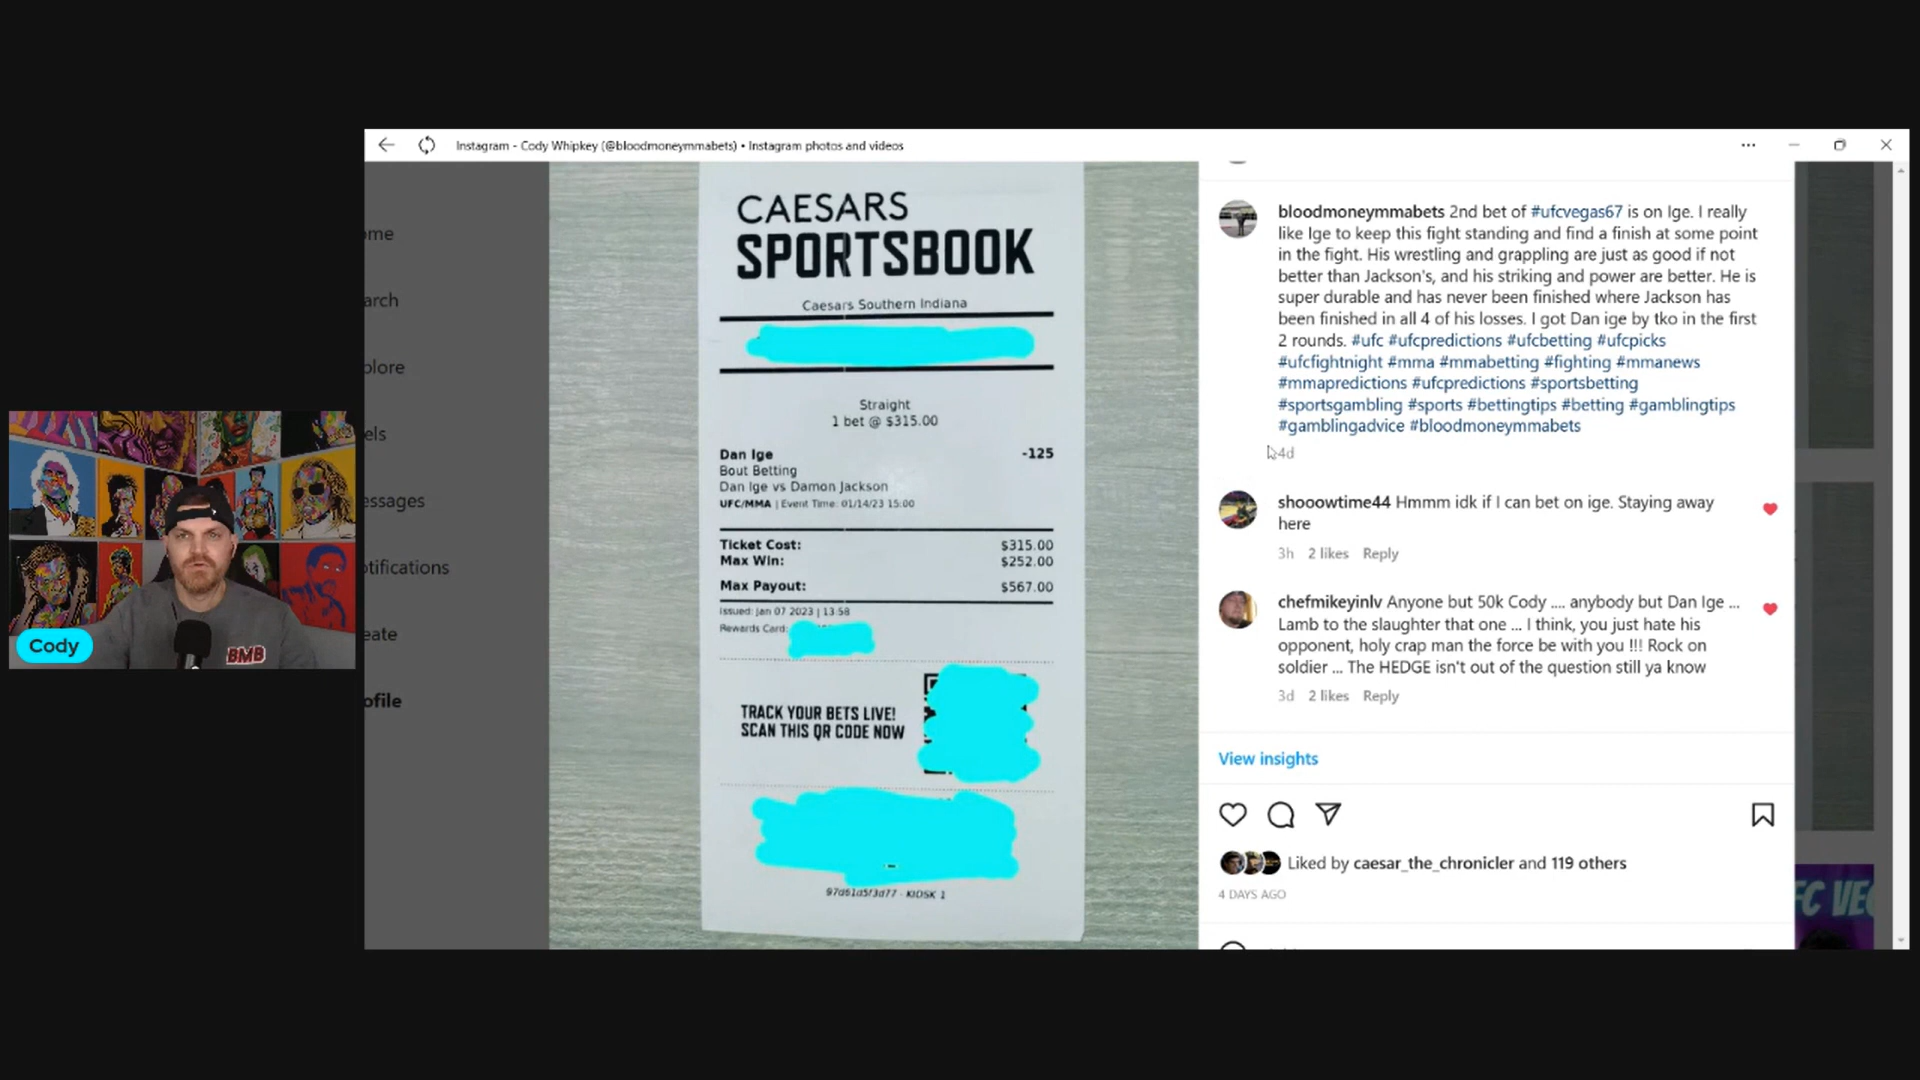 Instagram - Cody Whipkey (@bloodmoneymmabets) • Instagram photos and videos
ome
arch
plore
els
essages
otifications
eate
ofile
CAESARS
SPORTSBOOK
Caesars Southern Indiana
Straight
1 bet @ $315.00
Dan Ige -125
Bout Betting
Dan Ige vs Damon Jackson
UFC/MMA | Event Time: 01/14/23 15:00
Ticket Cost: $315.00
Max Win: $252.00
Max Payout: $567.00
Issued: Jan 07 2023 | 13:58
Rewards Card:
TRACK YOUR BETS LIVE!
SCAN THIS QR CODE NOW
KIOSK 1
bloodmoneymmabets 2nd bet of #ufcvegas67 is on Ige. I really
like Ige to keep this fight standing and find a finish at some point
in the fight. His wrestling and grappling are just as good if not
better than Jackson's, and his striking and power are better. He is
super durable and has never been finished where Jackson has
been finished in all 4 of his losses. I got Dan ige by tko in the first
2 rounds. #ufc #ufcpredictions #ufcbetting #ufcpicks
#ufcfightnight #mma #mmabetting #fighting #mmanews
#mmapredictions #ufcpredictions #sportsbetting
#sportsgambling #sports #bettingtips #betting #gamblingtips
#gamblingadvice #bloodmoneymmabets
4d
shooowtime44 Hmmm idk if I can bet on ige. Staying away
here
3h 2 likes Reply
chefmikeyinlv Anyone but 50k Cody .... anybody but Dan Ige ...
Lamb to the slaughter that one ... I think, you just hate his
opponent, holy crap man the force be with you !!! Rock on
soldier ... The HEDGE isn't out of the question still ya know
3d 2 likes Reply
View insights
Liked by caesar_the_chronicler and 119 others
4 DAYS AGO
FC VEG
Cody
BMB